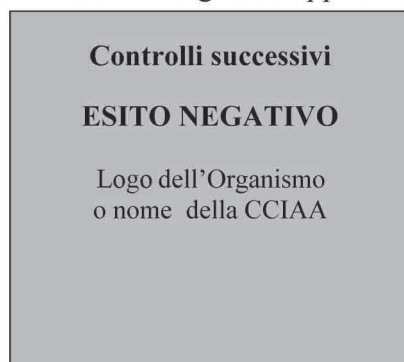 Controlli successivi
ESITO NEGATIVO
Logo dell’Organismo
o nome della CCIAA